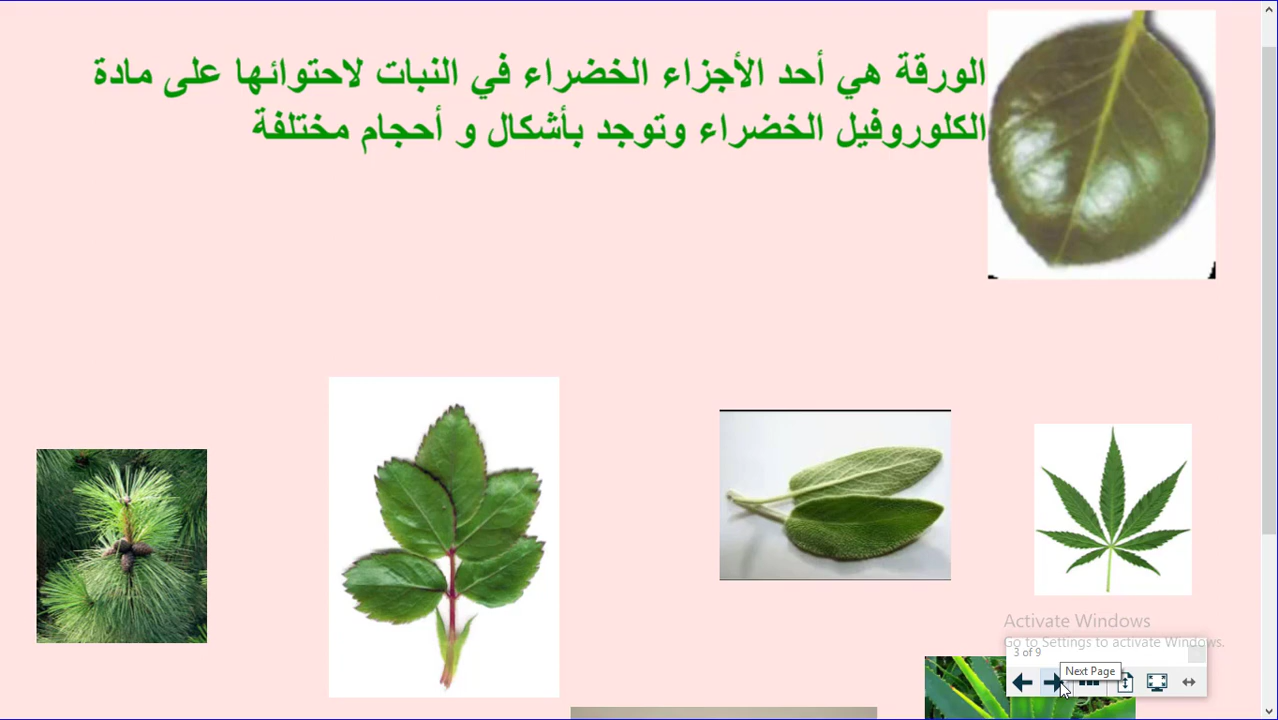 الورقة هي أحد الأجزاء الخضراء في النبات لاحتوائها على مادة
الكلوروفيل الخضراء وتوجد بأشكال و أحجام مختلفة
Activate Windows
Go to Settings to activate Windows.
3 of 9
Next Page